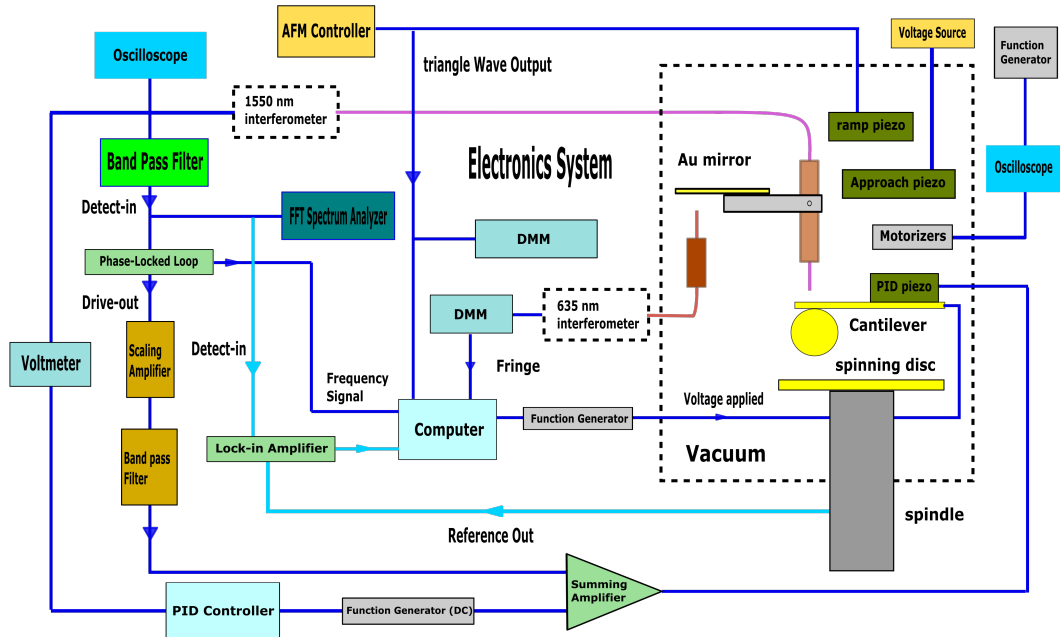 AFM Controller
Voltage Source
Function
Generator
Oscilloscope
triangle Wave Output
1550 nm
interferometer
ramp piezo
Band Pass Filter
Electronics System
Au mirror
Oscilloscope
Approach piezo
Detect-in
FFT Spectrum Analyzer
DMM
Motorizers
Phase-Locked Loop
PID piezo
Drive-out
635 nm
interferometer
DMM
Cantilever
Scaling
Amplifier
Detect-in
Voltmeter
Fringe
spinning disc
Frequency
Signal
Voltage applied
Computer
Function Generator
Lock-in Amplifier
Vacuum
Band pass
Filter
spindle
Reference Out
Summing
Amplifier
PID Controller
Function Generator (DC)